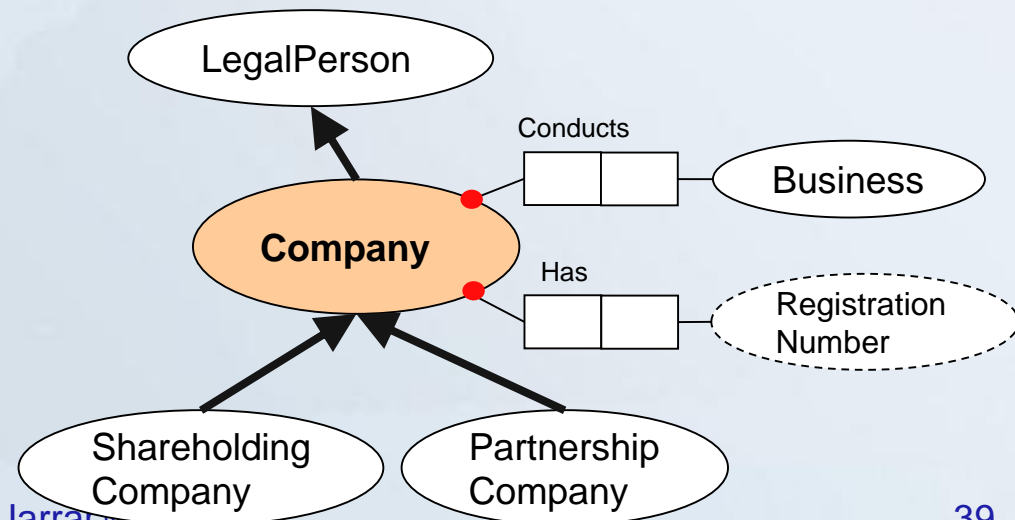 LegalPerson
Conducts
Business
Company
Has
Registration
Number
Shareholding
Company
Partnership
Company
39